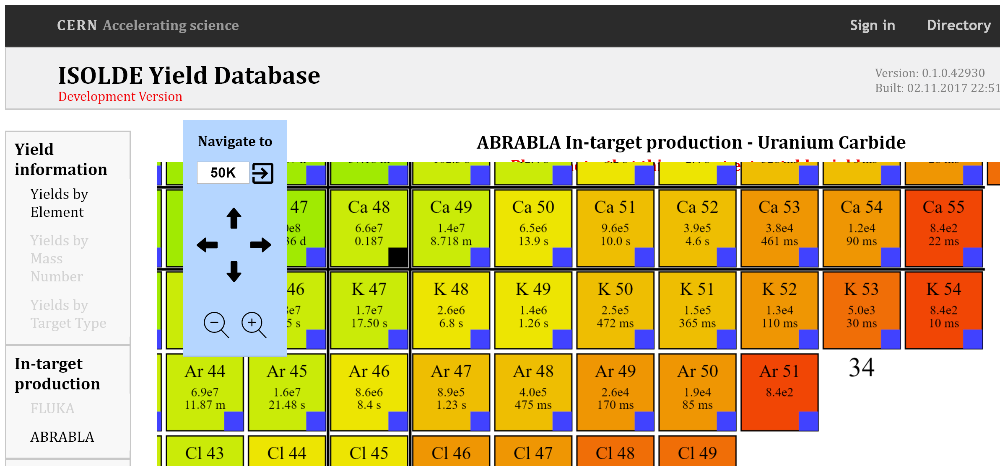 CERN Accelerating science
Sign in
Directory
ISOLDE Yield Database
Development Version
Version: 0.1.0.42930
Built: 02.11.2017 22:51
Yield
information
Yields by
Element
Yields by
Mass
Number
Yields by
Target Type
In-target
production
FLUKA
ABRABLA
Navigate to
50K
ABRABLA In-target production - Uranium Carbide
47
e8
36 d
Ca 48
6.6e7
0.187
Ca 49
1.4e7
8.718 m
Ca 50
6.5e6
13.9 s
Ca 51
9.6e5
10.0 s
Ca 52
3.9e5
4.6 s
Ca 53
3.8e4
461 ms
Ca 54
1.2e4
90 ms
Ca 55
8.4e2
22 ms
46
e7
5 s
K 47
1.7e7
17.50 s
K 48
2.6e6
6.8 s
K 49
1.4e6
1.26 s
K 50
2.5e5
472 ms
K 51
1.5e5
365 ms
K 52
1.3e4
110 ms
K 53
5.0e3
30 ms
K 54
8.4e2
10 ms
Ar 44
6.9e7
11.87 m
Ar 45
1.6e7
21.48 s
Ar 46
8.6e6
8.4 s
Ar 47
8.9e5
1.23 s
Ar 48
4.0e5
475 ms
Ar 49
2.6e4
170 ms
Ar 50
1.9e4
85 ms
Ar 51
8.4e2
34
Cl 43
Cl 44
Cl 45
Cl 46
Cl 47
Cl 48
Cl 49